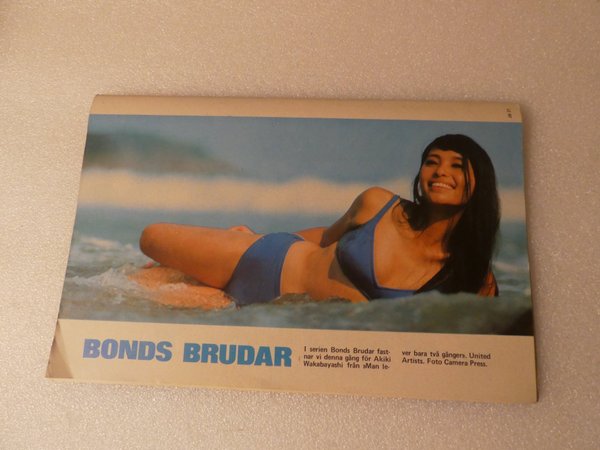 BONDS BRUDAR
I serien Bonds Brudar fast-
nar vi denna gång för Akiki
Wakabayashi från »Man le-
ver bara två gånger». United
Artists. Foto Camera Press.